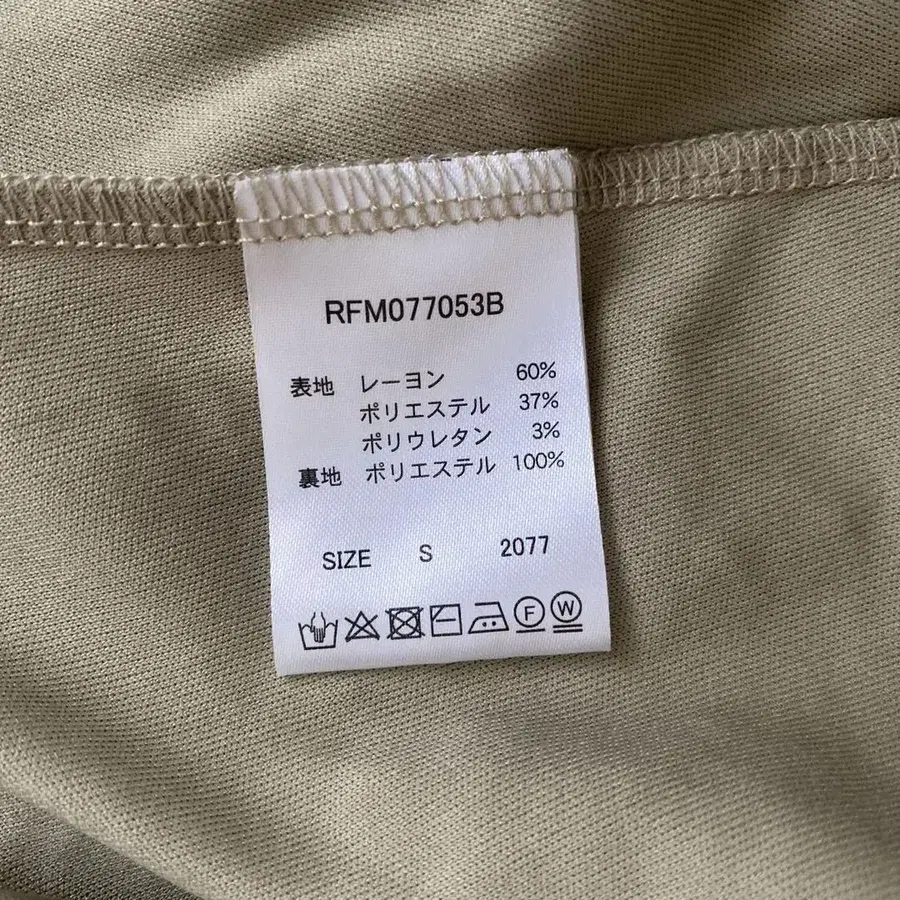 RFM077053B
表地 レーヨン 60%
ポリエステル 37%
ポリウレタン 3%
裏地 ポリエステル 100%
SIZE S 2077
F W